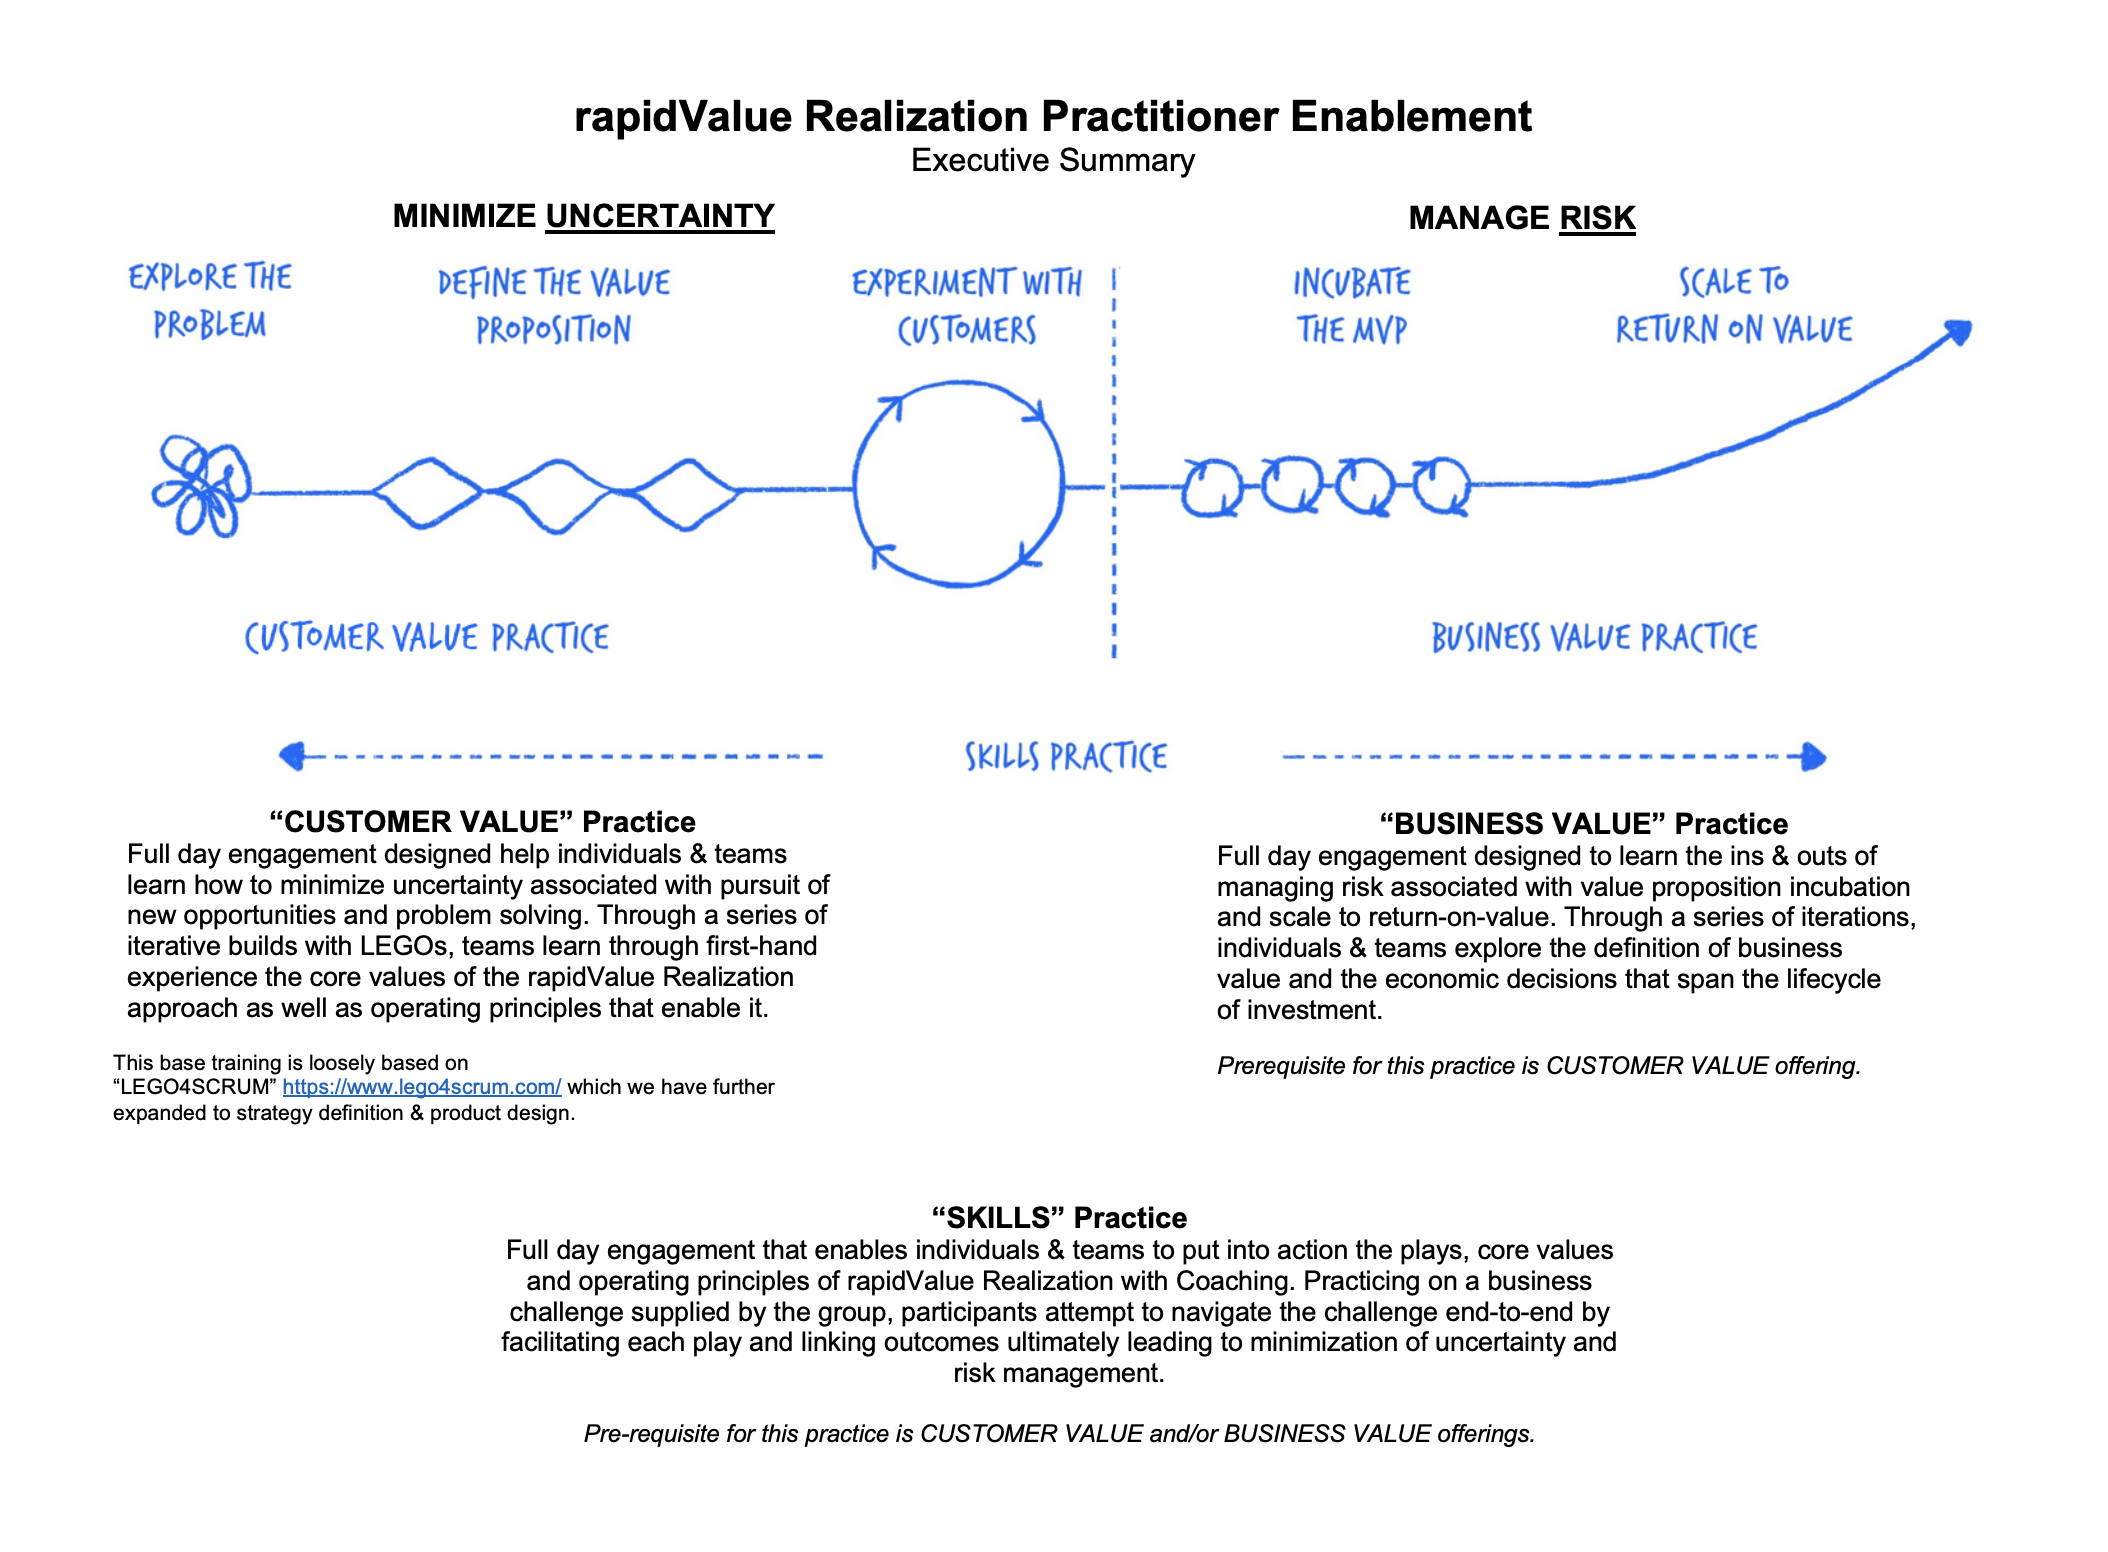 rapidValue Realization Practitioner Enablement
Executive Summary
MINIMIZE UNCERTAINTY
MANAGE RISK
EXPLORE THE
PROBLEM
DEFINE THE VALUE
PROPOSITION
EXPERIMENT WITH
CUSTOMERS
INCUBATE
THE MVP
SCALE TO
RETURN ON VALUE
CUSTOMER VALUE PRACTICE
BUSINESS VALUE PRACTICE
SKILLS PRACTICE
“CUSTOMER VALUE” Practice
Full day engagement designed help individuals & teams
learn how to minimize uncertainty associated with pursuit of
new opportunities and problem solving. Through a series of
iterative builds with LEGOs, teams learn through first-hand
experience the core values of the rapidValue Realization
approach as well as operating principles that enable it.
This base training is loosely based on
“LEGO4SCRUM” https://www.lego4scrum.com/ which we have further
expanded to strategy definition & product design.
“BUSINESS VALUE” Practice
Full day engagement designed to learn the ins & outs of
managing risk associated with value proposition incubation
and scale to return-on-value. Through a series of iterations,
individuals & teams explore the definition of business
value and the economic decisions that span the lifecycle
of investment.
Prerequisite for this practice is CUSTOMER VALUE offering.
“SKILLS” Practice
Full day engagement that enables individuals & teams to put into action the plays, core values
and operating principles of rapidValue Realization with Coaching. Practicing on a business
challenge supplied by the group, participants attempt to navigate the challenge end-to-end by
facilitating each play and linking outcomes ultimately leading to minimization of uncertainty and
risk management.
Pre-requisite for this practice is CUSTOMER VALUE and/or BUSINESS VALUE offerings.